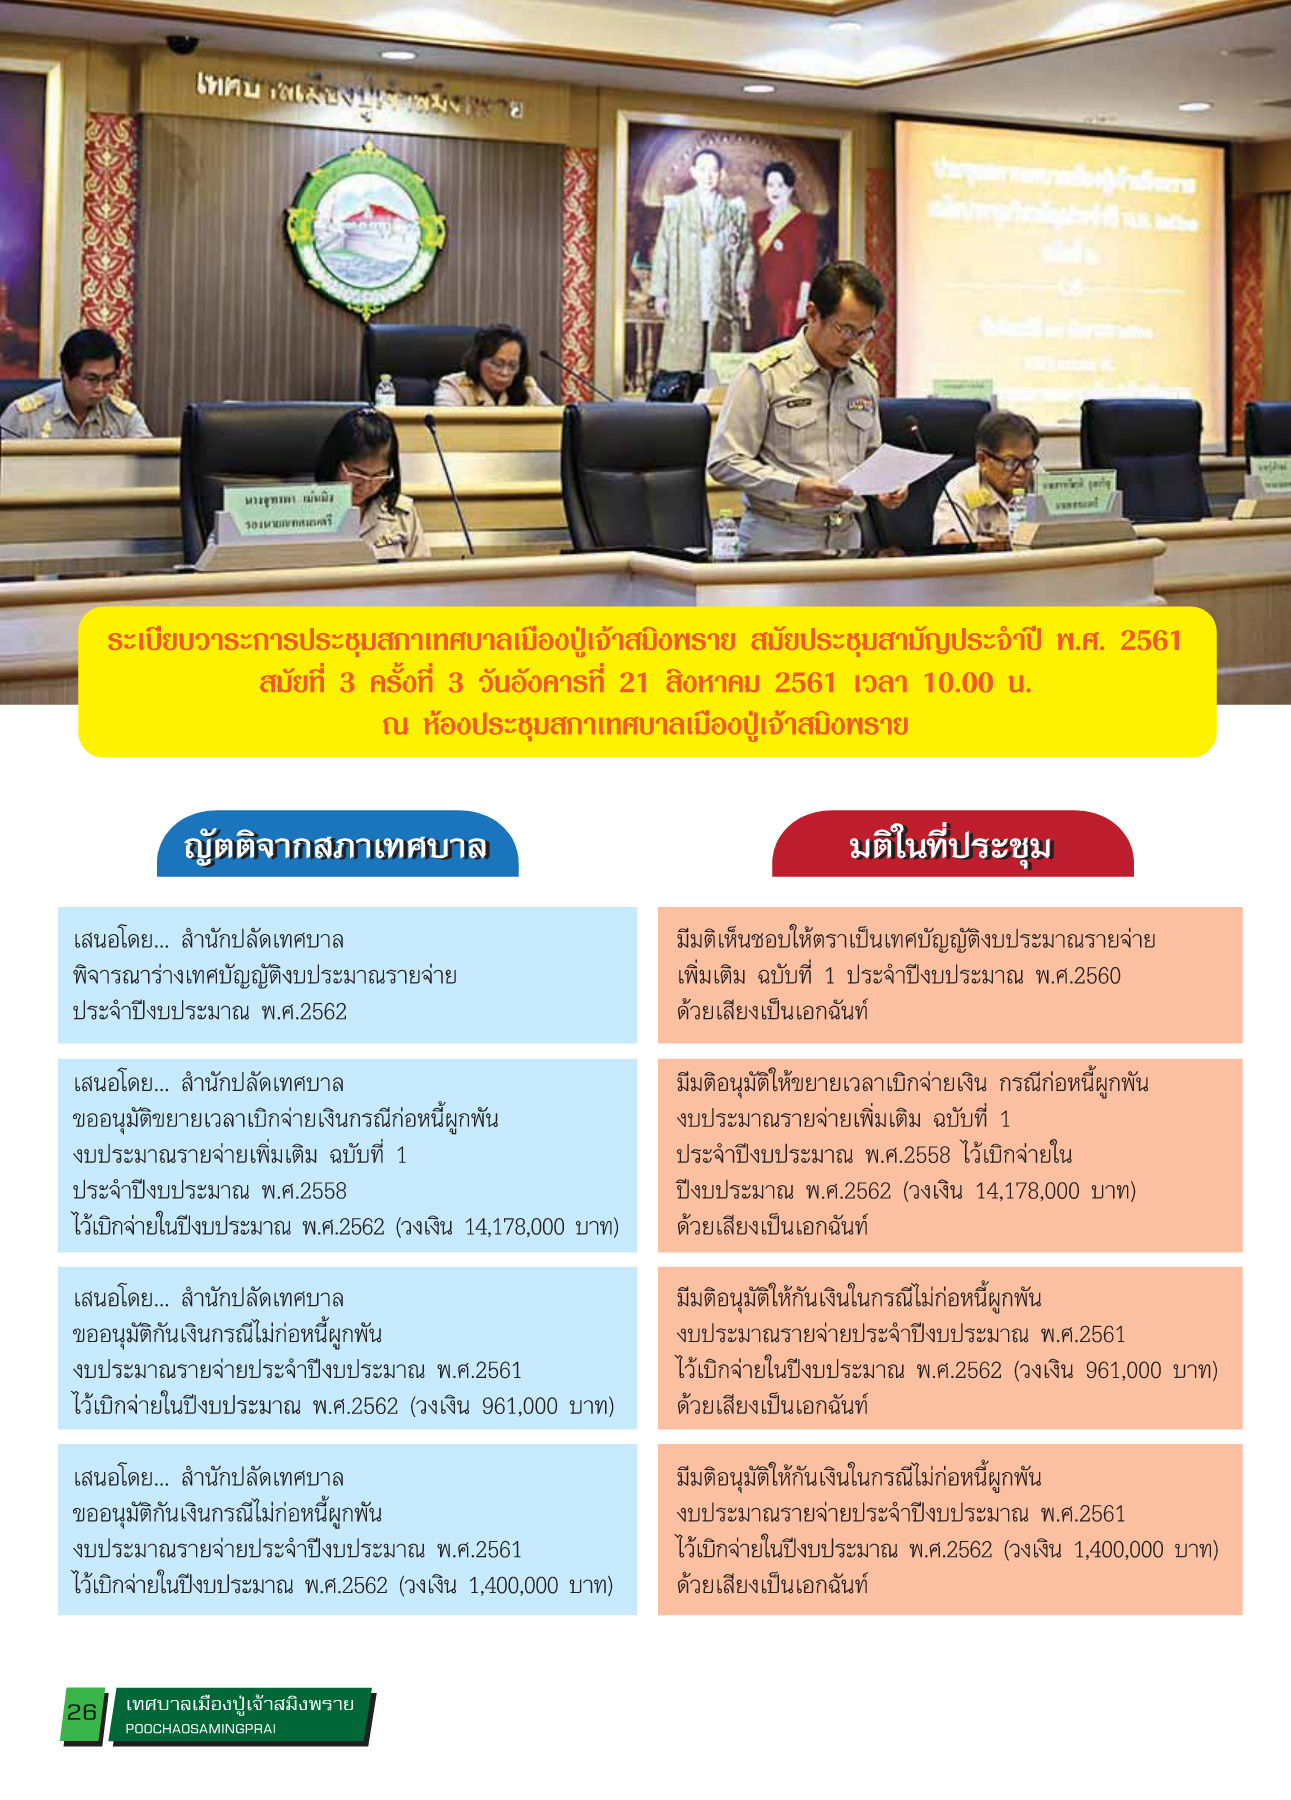 เทศบาลเมืองปู่เจ้าสมิงพราย
รองนายกเทศมนตรี
ระเบียบวาระการประชุมสภาเทศบาลเมืองปู่เจ้าสมิงพราย สมัยประชุมสามัญประจำปี พ.ศ. 2561
สมัยที่ 3 ครั้งที่ 3 วันอังคารที่ 21 สิงหาคม 2561 เวลา 10.00 น.
ณ ห้องประชุมสภาเทศบาลเมืองปู่เจ้าสมิงพราย
ญัตติจากสภาเทศบาล
มติในที่ประชุม
เสนอโดย... สำนักปลัดเทศบาล
พิจารณาร่างเทศบัญญัติงบประมาณรายจ่าย
ประจำปีงบประมาณ พ.ศ.2562
มีมติเห็นชอบให้ตราเป็นเทศบัญญัติงบประมาณรายจ่าย
เพิ่มเติม ฉบับที่ 1 ประจำปีงบประมาณ พ.ศ.2560
ด้วยเสียงเป็นเอกฉันท์
เสนอโดย... สำนักปลัดเทศบาล
ขออนุมัติขยายเวลาเบิกจ่ายเงินกรณีก่อหนี้ผูกพัน
งบประมาณรายจ่ายเพิ่มเติม ฉบับที่ 1
ประจำปีงบประมาณ พ.ศ.2558
ไว้เบิกจ่ายในปีงบประมาณ พ.ศ.2562 (วงเงิน 14,178,000 บาท)
มีมติอนุมัติให้ขยายเวลาเบิกจ่ายเงิน กรณีก่อหนี้ผูกพัน
งบประมาณรายจ่ายเพิ่มเติม ฉบับที่ 1
ประจำปีงบประมาณ พ.ศ.2558 ไว้เบิกจ่ายใน
ปีงบประมาณ พ.ศ.2562 (วงเงิน 14,178,000 บาท)
ด้วยเสียงเป็นเอกฉันท์
เสนอโดย... สำนักปลัดเทศบาล
ขออนุมัติกันเงินกรณีไม่ก่อหนี้ผูกพัน
งบประมาณรายจ่ายประจำปีงบประมาณ พ.ศ.2561
ไว้เบิกจ่ายในปีงบประมาณ พ.ศ.2562 (วงเงิน 961,000 บาท)
มีมติอนุมัติให้กันเงินในกรณีไม่ก่อหนี้ผูกพัน
งบประมาณรายจ่ายประจำปีงบประมาณ พ.ศ.2561
ไว้เบิกจ่ายในปีงบประมาณ พ.ศ.2562 (วงเงิน 961,000 บาท)
ด้วยเสียงเป็นเอกฉันท์
เสนอโดย... สำนักปลัดเทศบาล
ขออนุมัติกันเงินกรณีไม่ก่อหนี้ผูกพัน
งบประมาณรายจ่ายประจำปีงบประมาณ พ.ศ.2561
ไว้เบิกจ่ายในปีงบประมาณ พ.ศ.2562 (วงเงิน 1,400,000 บาท)
มีมติอนุมัติให้กันเงินในกรณีไม่ก่อหนี้ผูกพัน
งบประมาณรายจ่ายประจำปีงบประมาณ พ.ศ.2561
ไว้เบิกจ่ายในปีงบประมาณ พ.ศ.2562 (วงเงิน 1,400,000 บาท)
ด้วยเสียงเป็นเอกฉันท์
26
เทศบาลเมืองปู่เจ้าสมิงพราย
POOCHAOSAMINGPRAI